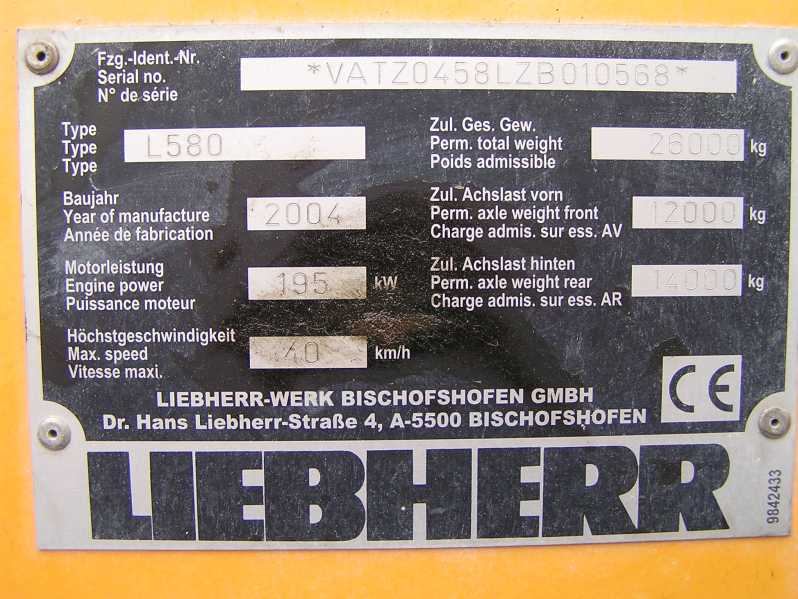 Fzg.-Ident.-Nr.
Serial no.
N° de série
*VATZ0458LZB010568*
Type
Type
Type
L580
Baujahr
Year of manufacture
Année de fabrication
2004
Motorleistung
Engine power
Puissance moteur
195 kW
Höchstgeschwindigkeit
Max. speed
Vitesse maxi.
40 km/h
Zul. Ges. Gew.
Perm. total weight
Poids admissible
26000 kg
Zul. Achslast vorn
Perm. axle weight front
Charge admis. sur ess. AV
12000 kg
Zul. Achslast hinten
Perm. axle weight rear
Charge admis. sur ess. AR
14000 kg
LIEBHERR-WERK BISCHOFSHOFEN GMBH
Dr. Hans Liebherr-Straße 4, A-5500 BISCHOFSHOFEN
CE
LIEBHERR
9842433